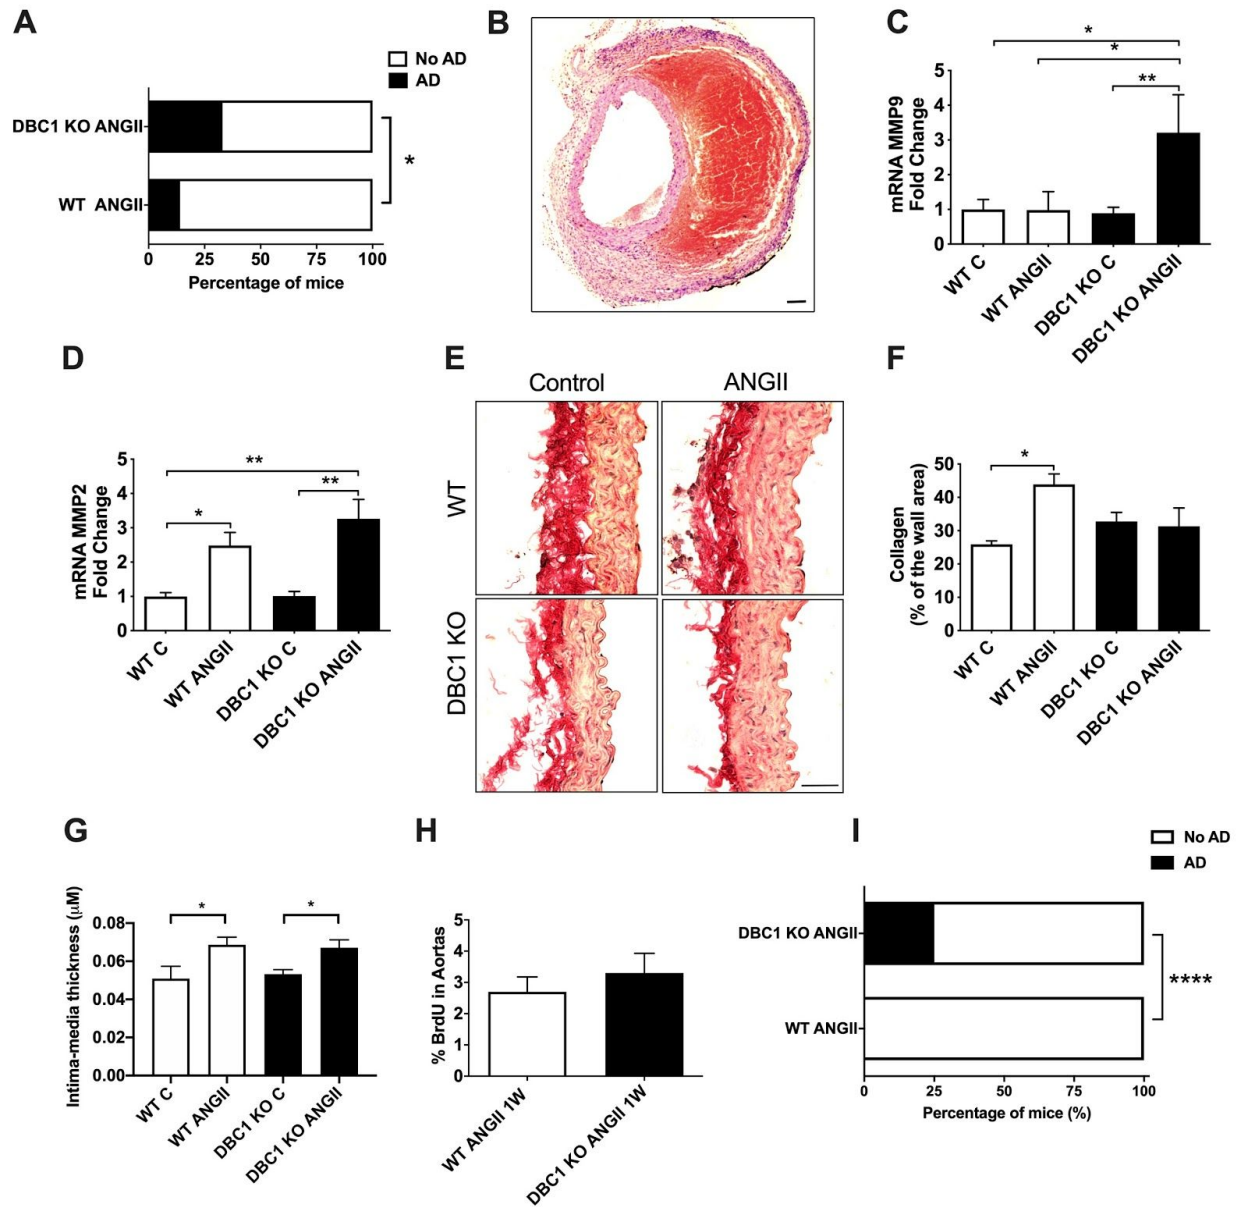 A
No AD
AD
DBC1 KO ANGII
WT ANGII
*
0 25 50 75 100
Percentage of mice
B
C
*
*
**
mRNA MMP9
Fold Change
5
4
3
2
1
0
WT C
WT ANGII
DBC1 KO C
DBC1 KO ANGII
D
**
**
*
mRNA MMP2
Fold Change
5
4
3
2
1
0
WT C
WT ANGII
DBC1 KO C
DBC1 KO ANGII
E
Control ANGII
WT
DBC1 KO
F
*
Collagen
(% of the wall area)
50
40
30
20
10
0
WT C
WT ANGII
DBC1 KO C
DBC1 KO ANGII
G
* *
Intima-media thickness (µM)
0.08
0.06
0.04
0.02
0.00
WT C
WT ANGII
DBC1 KO C
DBC1 KO ANGII
H
% BrdU in Aortas
5
4
3
2
1
0
WT ANGII 1W
DBC1 KO ANGII 1W
I
No AD
AD
DBC1 KO ANGII
WT ANGII
****
0 25 50 75 100
Percentage of mice (%)